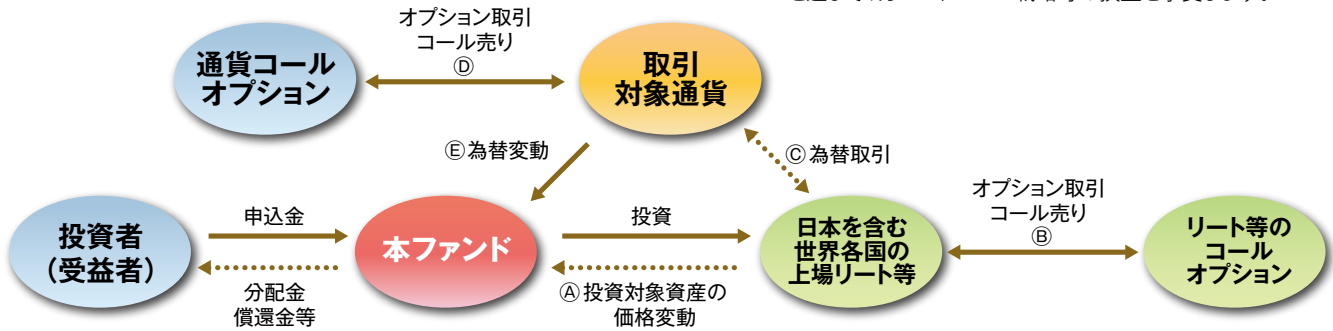 オプション取引
コール売り
Ⓓ
通貨コール
オプション
取引
対象通貨
Ⓔ為替変動
Ⓒ為替取引
オプション取引
コール売り
Ⓑ
投資者
（受益者）
申込金
分配金
償還金等
本ファンド
投資
Ⓐ投資対象資産の
価格変動
日本を含む
世界各国の
上場リート等
リート等の
コール
オプション